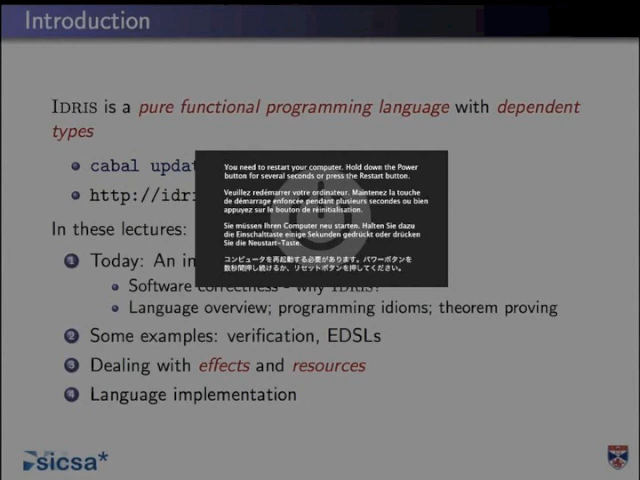 Introduction
IDRIS is a pure functional programming language with dependent
types
cabal updat
http://idri
In these lectures:
Today: An in
Software correctness - why IDRIS?
Language overview; programming idioms; theorem proving
2 Some examples: verification, EDSLs
3 Dealing with effects and resources
4 Language implementation
You need to restart your computer. Hold down the Power
button for several seconds or press the Restart button.
Veuillez redémarrer votre ordinateur. Maintenez la touche
de démarrage enfoncée pendant plusieurs secondes ou bien
appuyez sur le bouton de réinitialisation.
Sie müssen Ihren Computer neu starten. Halten Sie dazu
die Einschalttaste einige Sekunden gedrückt oder drücken
Sie die Neustart-Taste.
コンピュータを再起動する必要があります。パワーボタンを
数秒間押し続けるか、リセットボタンを押してください。
sicsa*